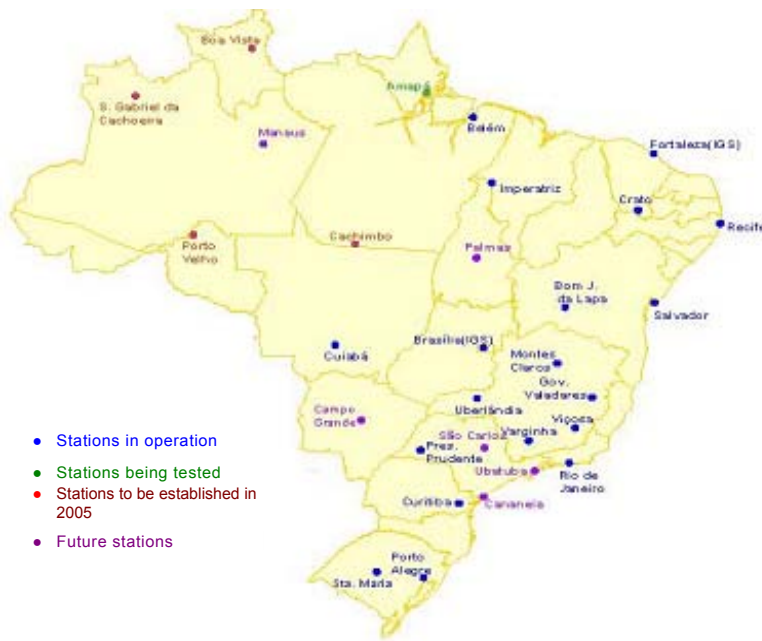 Boa Vista
Amapá
S. Gabriel da
Cachoeira
Manaus
Belém
Fortaleza(IGS)
Imperatriz
Crato
Recife
Porto
Velho
Cachimbo
Palmas
Bom J.
da Lapa
Salvador
Cuiabá
Brasília(IGS)
Montes
Claros
Gov.
Valadares
Uberlândia
Campo
Grande
Viçosa
Varginha
São Carlos
Pres.
Prudente
Ubatuba
Rio de
Janeiro
Curitiba
Cananeia
Porto
Alegre
Sta. Maria
Stations in operation
Stations being tested
Stations to be established in
2005
Future stations